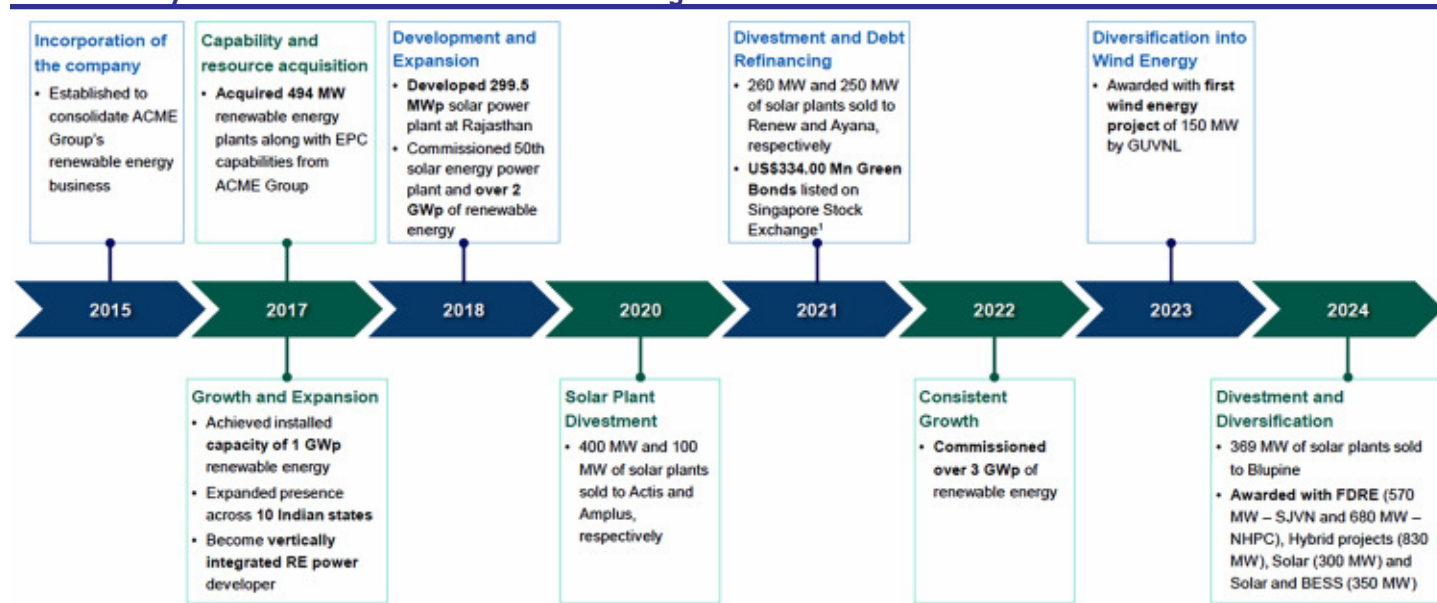 Incorporation of
the company
• Established to
consolidate ACME
Group's
renewable energy
business
Capability and
resource acquisition
• Acquired 494 MW
renewable energy
plants along with EPC
capabilities from
ACME Group
Development and
Expansion
• Developed 299.5
MWp solar power
plant at Rajasthan
• Commissioned 50th
solar energy power
plant and over 2
GWp of renewable
energy
Divestment and Debt
Refinancing
• 260 MW and 250 MW
of solar plants sold to
Renew and Ayana,
respectively
• US$334.00 Mn Green
Bonds listed on
Singapore Stock
Exchange¹
Diversification into
Wind Energy
• Awarded with first
wind energy
project of 150 MW
by GUVNL
2015
2017
2018
2020
2021
2022
2023
2024
Growth and Expansion
• Achieved installed
capacity of 1 GWp
renewable energy
• Expanded presence
across 10 Indian states
• Become vertically
integrated RE power
developer
Solar Plant
Divestment
• 400 MW and 100
MW of solar plants
sold to Actis and
Amplus,
respectively
Consistent
Growth
• Commissioned
over 3 GWp of
renewable energy
Divestment and
Diversification
• 369 MW of solar plants sold
to Blupine
• Awarded with FDRE (570
MW – SJVN and 680 MW –
NHPC), Hybrid projects (830
MW), Solar (300 MW) and
Solar and BESS (350 MW)